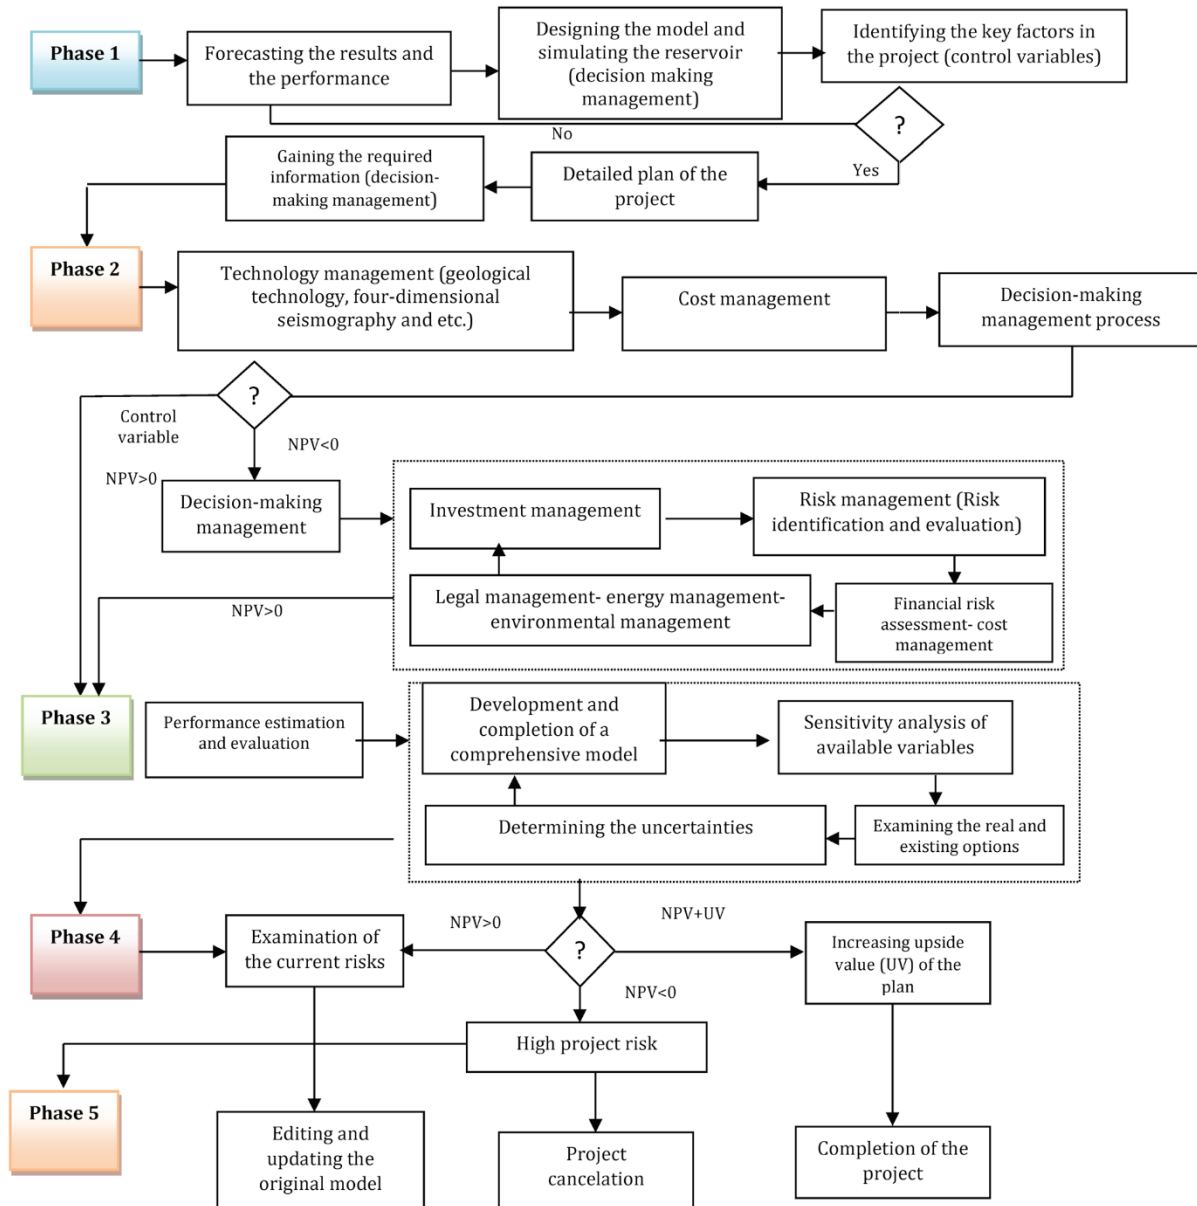 Phase 1
Forecasting the results and
the performance
Designing the model and
simulating the reservoir
(decision making
management)
Identifying the key factors in
the project (control variables)
?
No
Yes
Gaining the required
information (decision-
making management)
Detailed plan of the
project
Phase 2
Technology management (geological
technology, four-dimensional
seismography and etc.)
Cost management
Decision-making
management process
?
Control
variable
NPV<0
NPV>0
Decision-making
management
Investment management
Risk management (Risk
identification and evaluation)
Legal management- energy management-
environmental management
Financial risk
assessment- cost
management
NPV>0
Phase 3
Performance estimation
and evaluation
Development and
completion of a
comprehensive model
Sensitivity analysis of
available variables
Determining the uncertainties
Examining the real and
existing options
Phase 4
Examination of
the current risks
NPV>0
?
NPV+UV
NPV<0
Increasing upside
value (UV) of the
plan
High project risk
Phase 5
Editing and
updating the
original model
Project
cancelation
Completion of the
project